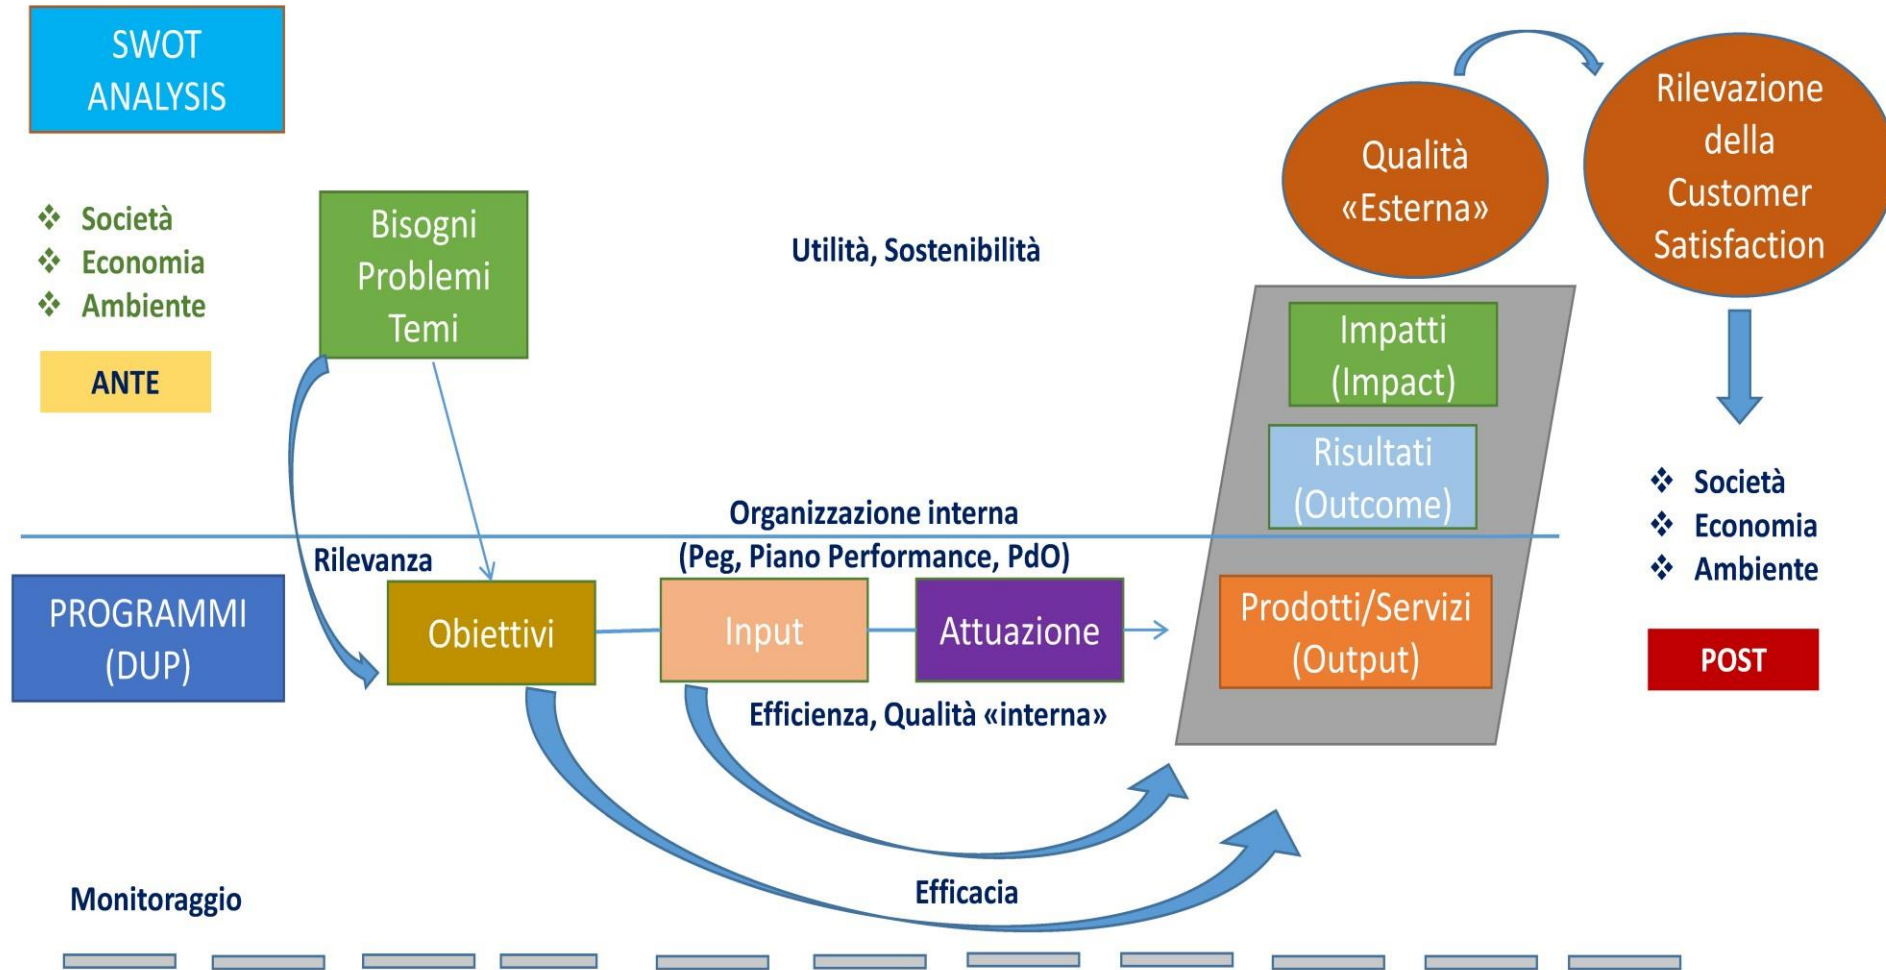 SWOT
ANALYSIS
❖ Società
❖ Economia
❖ Ambiente
ANTE
Bisogni
Problemi
Temi
Utilità, Sostenibilità
Qualità
«Esterna»
Rilevazione
della
Customer
Satisfaction
Impatti
(Impact)
Risultati
(Outcome)
Organizzazione interna
(Peg, Piano Performance, PdO)
Rilevanza
PROGRAMMI
(DUP)
Obiettivi
Input
Attuazione
Prodotti/Servizi
(Output)
❖ Società
❖ Economia
❖ Ambiente
POST
Efficienza, Qualità «interna»
Efficacia
Monitoraggio